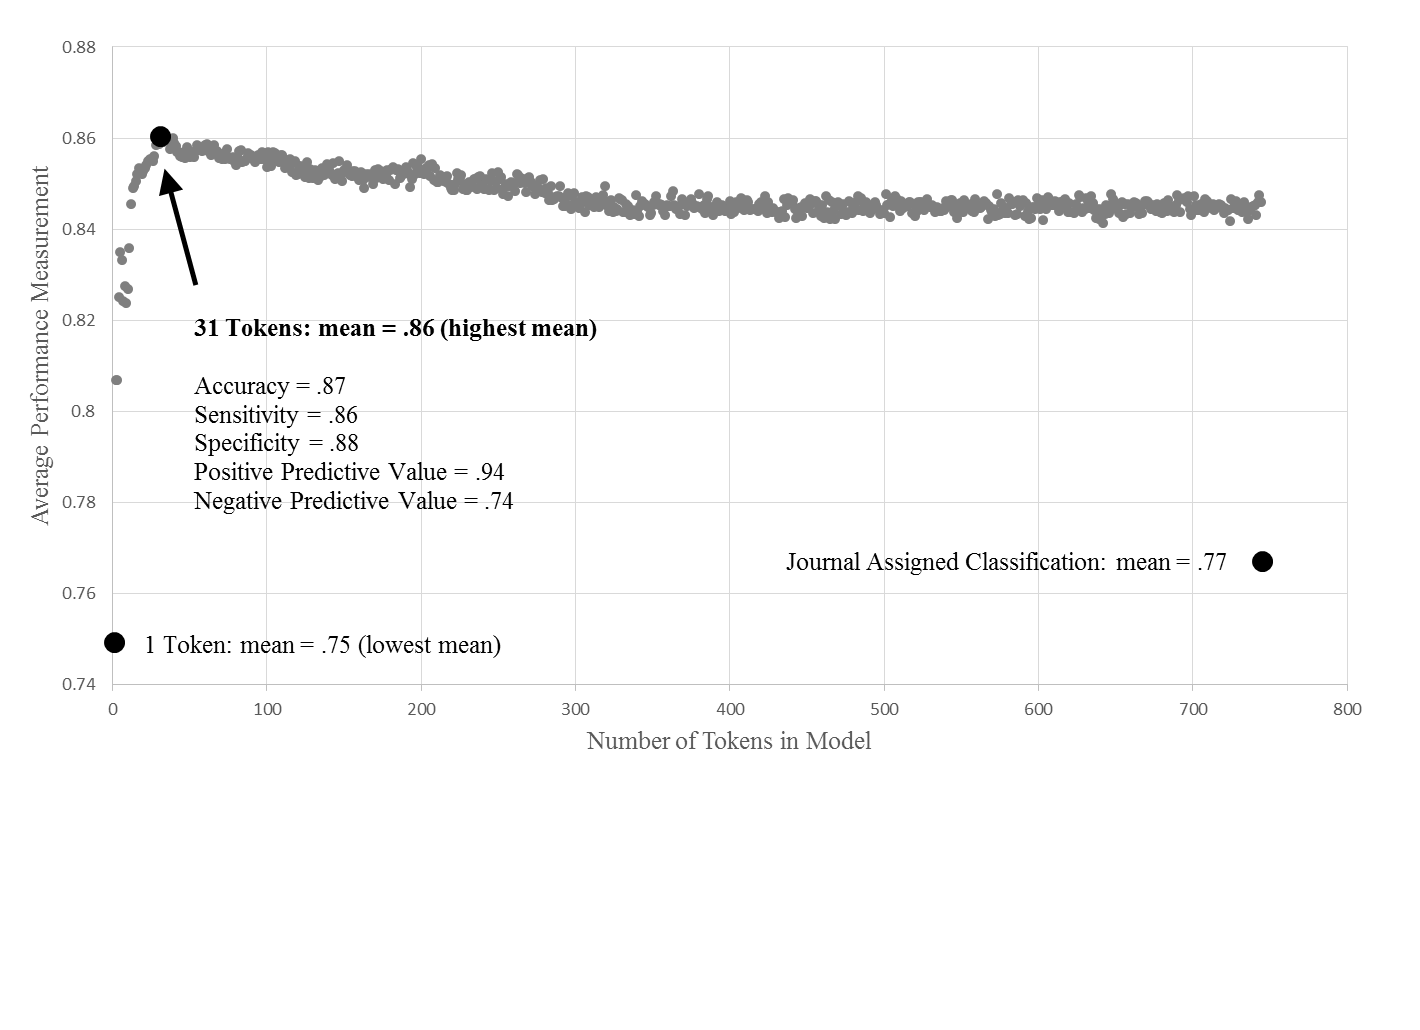 0.88
0.86
0.84
0.82
0.8
0.78
0.76
0.74
Average Performance Measurement
31 Tokens: mean = .86 (highest mean)
Accuracy = .87
Sensitivity = .86
Specificity = .88
Positive Predictive Value = .94
Negative Predictive Value = .74
Journal Assigned Classification: mean = .77
1 Token: mean = .75 (lowest mean)
0 100 200 300 400 500 600 700 800
Number of Tokens in Model